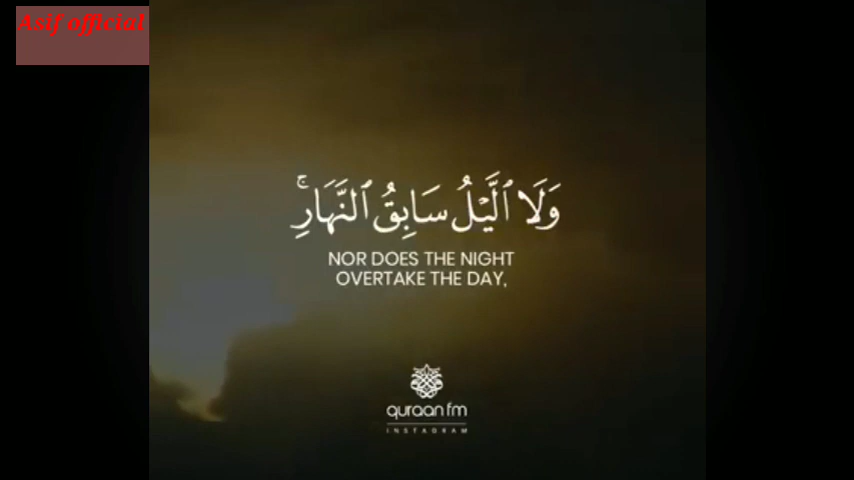 Asif official
وَلَا ٱلَّيْلُ سَابِقُ ٱلنَّهَارِۚ
NOR DOES THE NIGHT
OVERTAKE THE DAY,
quraan fm
INSTAGRAM